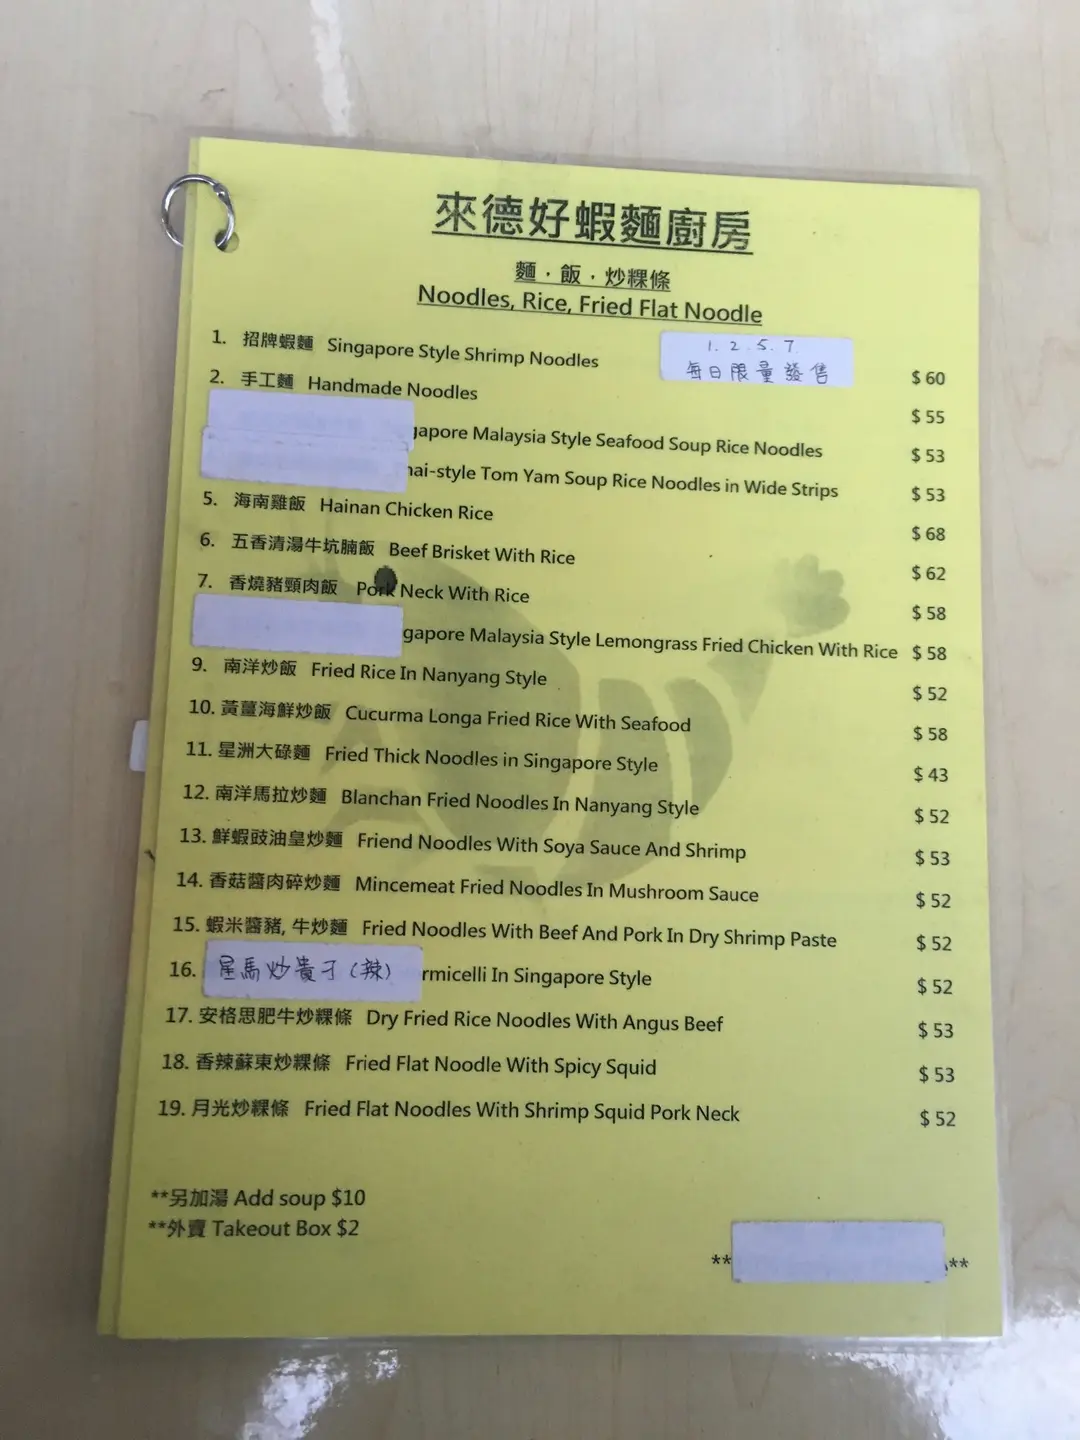 來德好蝦麵廚房
麵．飯．炒粿條
Noodles, Rice, Fried Flat Noodle
1. 招牌蝦麵 Singapore Style Shrimp Noodles $ 60
1. 2. 5. 7
每日限量發售
2. 手工麵 Handmade Noodles $ 55
gapore Malaysia Style Seafood Soup Rice Noodles $ 53
hai-style Tom Yam Soup Rice Noodles in Wide Strips $ 53
5. 海南雞飯 Hainan Chicken Rice $ 68
6. 五香清湯牛坑腩飯 Beef Brisket With Rice $ 62
7. 香燒豬頸肉飯 Pork Neck With Rice $ 58
gapore Malaysia Style Lemongrass Fried Chicken With Rice $ 58
9. 南洋炒飯 Fried Rice In Nanyang Style $ 52
10. 黃薑海鮮炒飯 Cucurma Longa Fried Rice With Seafood $ 58
11. 星洲大碌麵 Fried Thick Noodles in Singapore Style $ 43
12. 南洋馬拉炒麵 Blanchan Fried Noodles In Nanyang Style $ 52
13. 鮮蝦豉油皇炒麵 Friend Noodles With Soya Sauce And Shrimp $ 53
14. 香菇醬肉碎炒麵 Mincemeat Fried Noodles In Mushroom Sauce $ 52
15. 蝦米醬豬, 牛炒麵 Fried Noodles With Beef And Pork In Dry Shrimp Paste $ 52
16. 星馬炒貴刁(辣) rmicelli In Singapore Style $ 52
17. 安格思肥牛炒粿條 Dry Fried Rice Noodles With Angus Beef $ 53
18. 香辣蘇東炒粿條 Fried Flat Noodle With Spicy Squid $ 53
19. 月光炒粿條 Fried Flat Noodles With Shrimp Squid Pork Neck $ 52
**另加湯 Add soup $10
**外賣 Takeout Box $2
** **